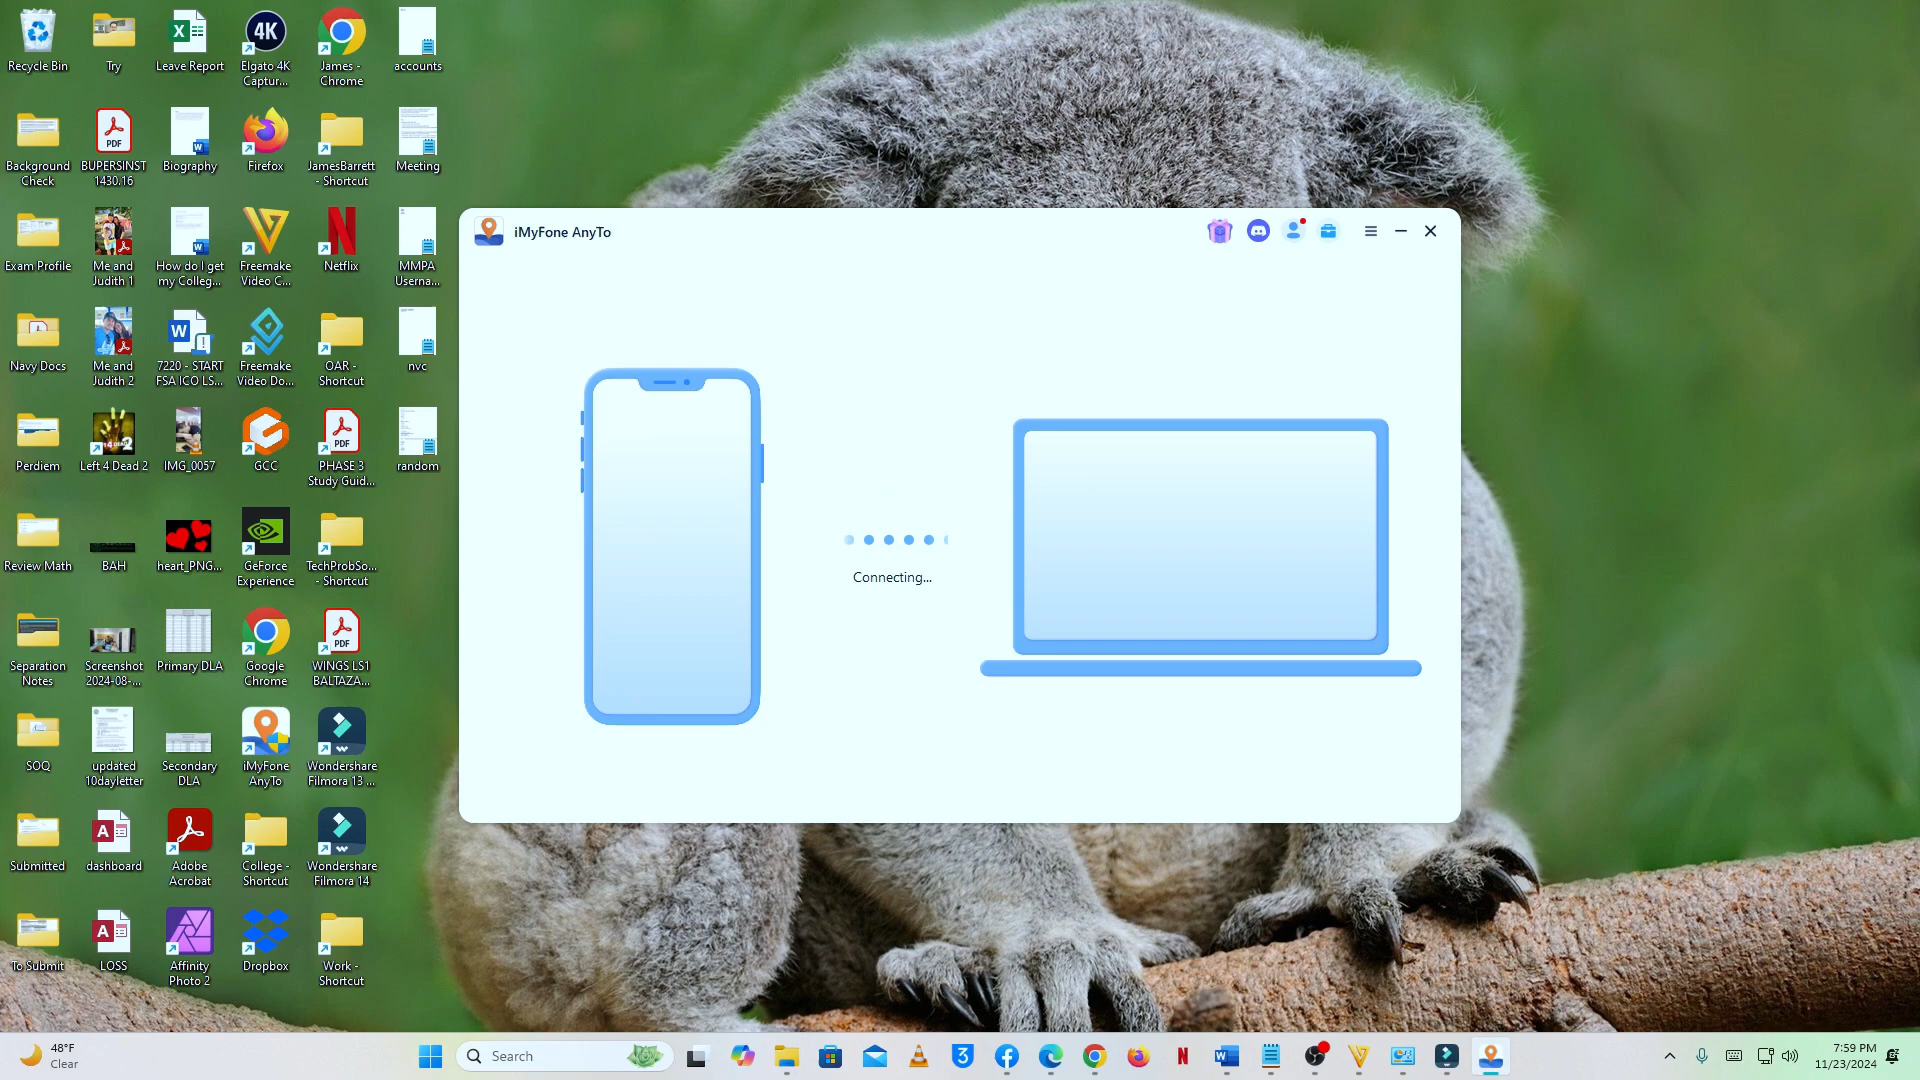 Recycle Bin
Try
Leave Report
Elgato 4K
Captur...
James -
Chrome
accounts
Background
Check
BUPERSINST
1430.16
Biography
Firefox
JamesBarrett
- Shortcut
Meeting
Exam Profile
Me and
Judith 1
How do I get
my Colleg...
Freemake
Video C...
Netflix
MMPA
Userna...
Navy Docs
Me and
Judith 2
7220 - START
FSA ICO LS...
Freemake
Video Do...
OAR -
Shortcut
nvc
Perdiem
Left 4 Dead 2
IMG_0057
GCC
PHASE 3
Study Guid...
random
Review Math
BAH
heart_PNG...
GeForce
Experience
TechProbSo...
- Shortcut
Separation
Notes
Screenshot
2024-08-...
Primary DLA
Google
Chrome
WINGS LS1
BALTAZA...
SOQ
updated
10dayletter
Secondary
DLA
iMyFone
AnyTo
Wondershare
Filmora 13 ...
Submitted
dashboard
Adobe
Acrobat
College -
Shortcut
Wondershare
Filmora 14
To Submit
LOSS
Affinity
Photo 2
Dropbox
Work -
Shortcut
4K
PDF
PDF
PDF
iMyFone AnyTo
Connecting...
48°F
Clear
Search
7:59 PM
11/23/2024